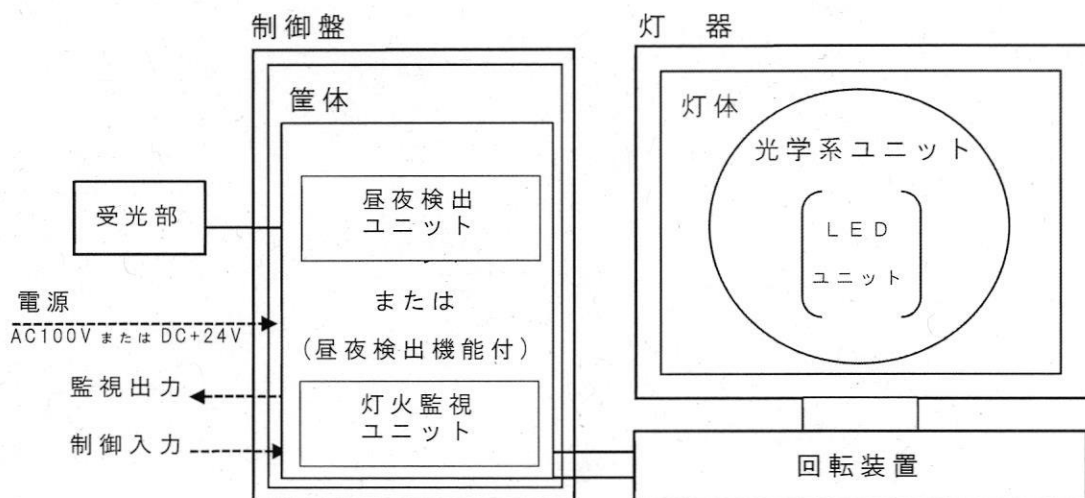 制御盤
灯 器
筐体
灯体
光学系ユニット
昼夜検出
ユニット
受光部
LED
ユニット
電源
AC100V または DC+24V
または
(昼夜検出機能付)
監視出力
灯火監視
ユニット
制御入力
回転装置